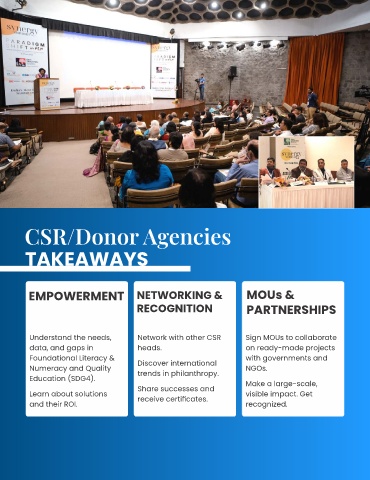 synergy
PARADIGM
SHIFT
CSR/Donor Agencies
TAKEAWAYS
EMPOWERMENT
Understand the needs,
data, and gaps in
Foundational Literacy &
Numeracy and Quality
Education (SDG4).
Learn about solutions
and their ROI.
NETWORKING &
RECOGNITION
Network with other CSR
heads.
Discover international
trends in philanthropy.
Share successes and
receive certificates.
MOUs &
PARTNERSHIPS
Sign MOUs to collaborate
on ready-made projects
with governments and
NGOs.
Make a large-scale,
visible impact. Get
recognized.